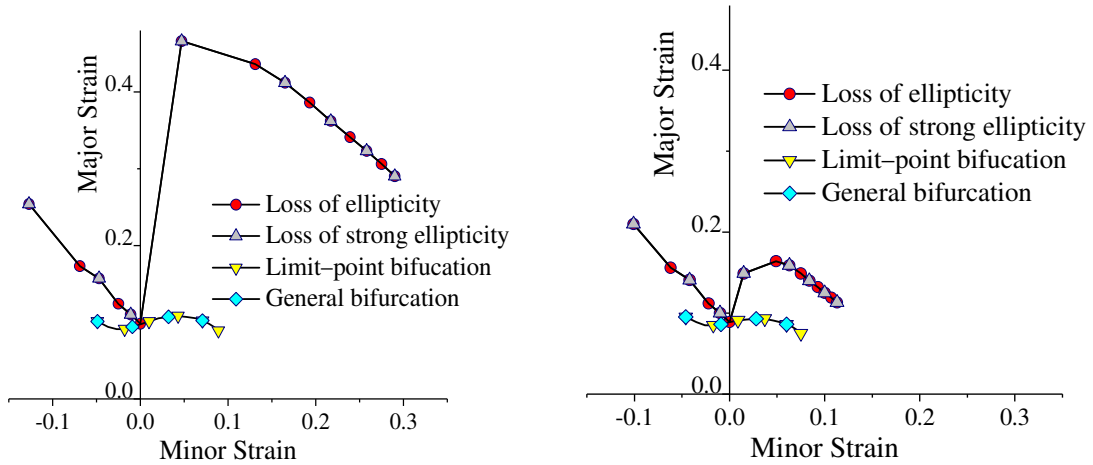 Major Strain
0.4
0.2
0.0
Loss of ellipticity
Loss of strong ellipticity
Limit–point bifucation
General bifurcation
-0.1
0.0
0.1
0.2
0.3
Minor Strain
Major Strain
0.4
0.2
0.0
Loss of ellipticity
Loss of strong ellipticity
Limit–point bifucation
General bifurcation
-0.1
0.0
0.1
0.2
0.3
Minor Strain